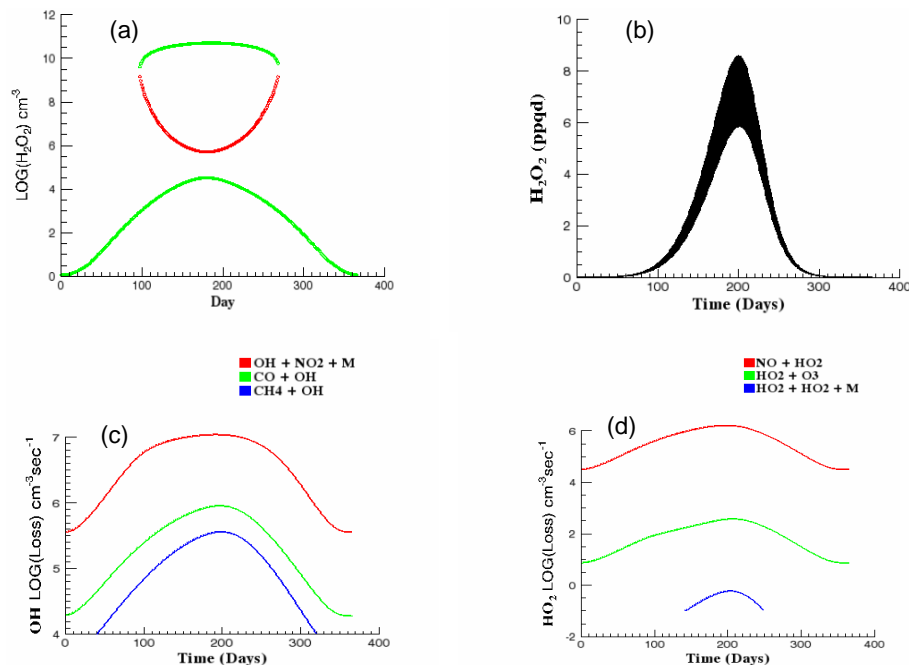 (a)
LOG(H₂O₂) cm⁻³
12
10
8
6
4
2
0
0 100 200 300 400
Day
(b)
H₂O₂ (ppqd)
10
8
6
4
2
0
0 100 200 300 400
Time (Days)
OH + NO2 + M
CO + OH
CH4 + OH
(c)
OH LOG(Loss) cm⁻³sec⁻¹
7
6
5
4
0 100 200 300 400
Time (Days)
NO + HO2
HO2 + O3
HO2 + HO2 + M
(d)
HO₂ LOG(Loss) cm⁻³sec⁻¹
6
4
2
0
-2
0 100 200 300 400
Time (Days)